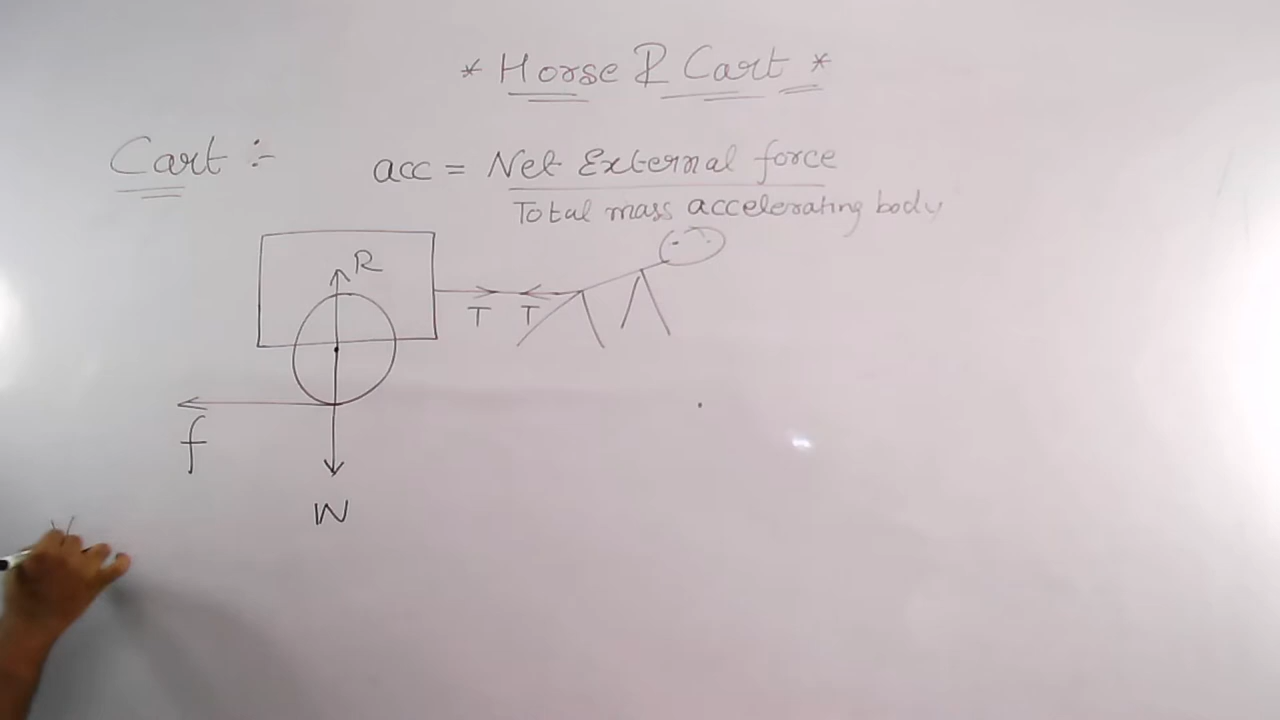 * Horse & Cart *
Cart :-
acc = Net External force
Total mass accelerating body
R
T T
f
W